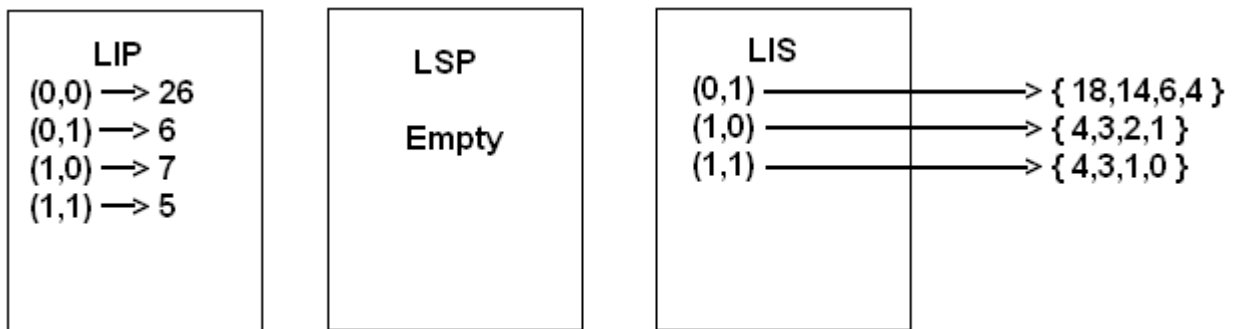 LIP
(0,0) —> 26
(0,1) —> 6
(1,0) —> 7
(1,1) —> 5
LSP
Empty
LIS
(0,1) —> { 18,14,6,4 }
(1,0) —> { 4,3,2,1 }
(1,1) —> { 4,3,1,0 }